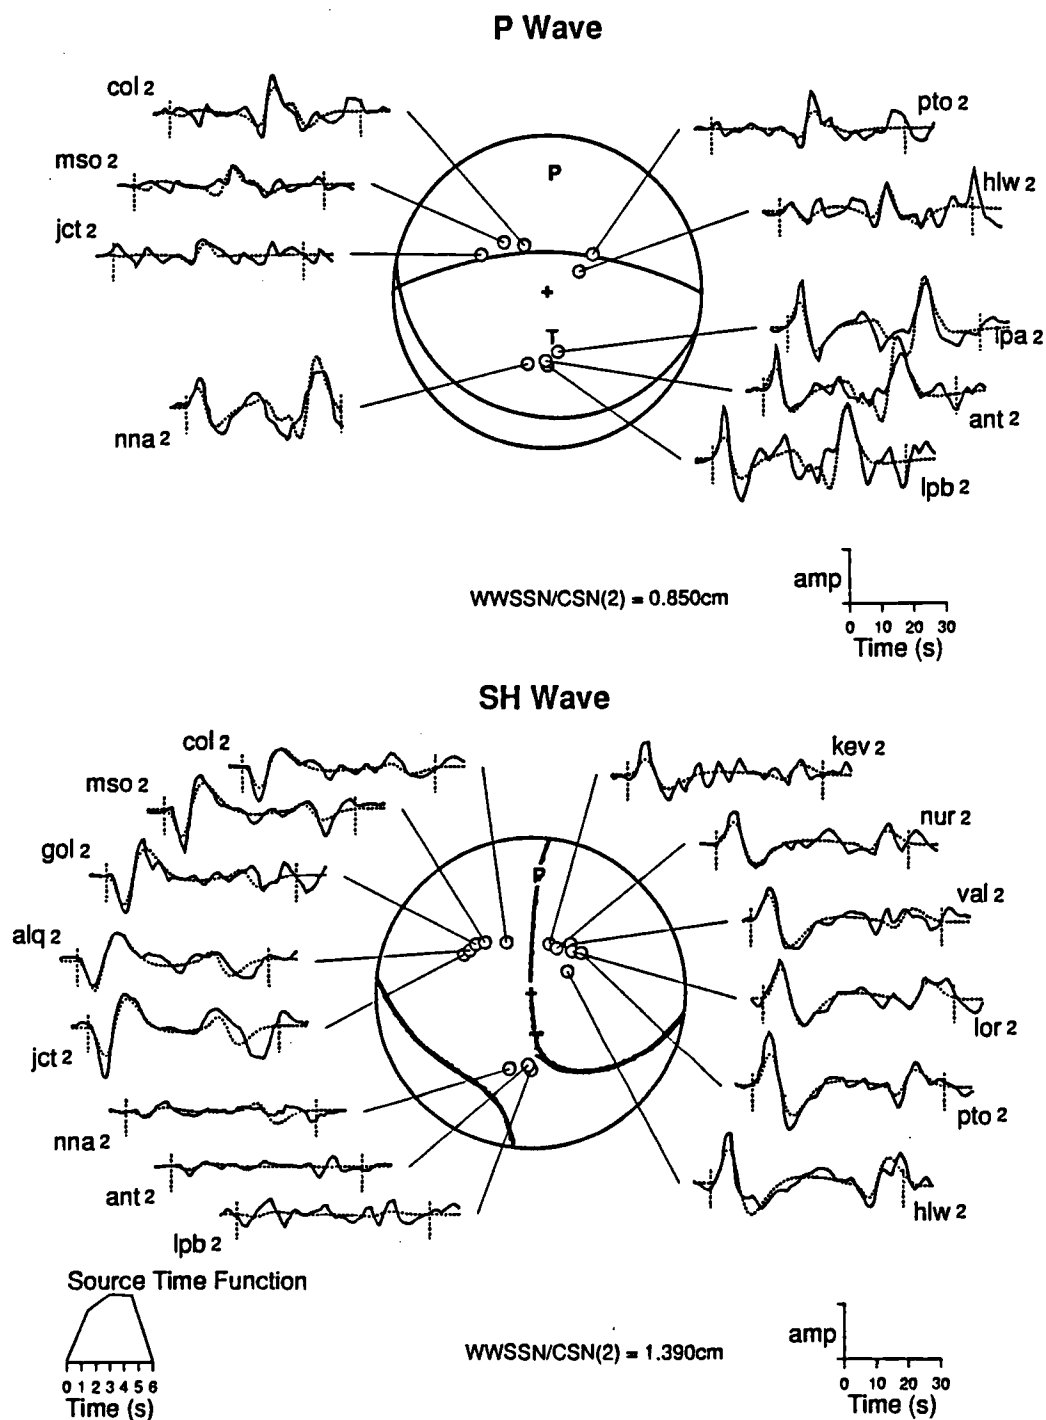 P Wave
col 2
pto 2
mso 2
P
hlw 2
jct 2
+
T
lpa 2
nna 2
ant 2
lpb 2
WWSSN/CSN(2) = 0.850cm
amp
0 10 20 30
Time (s)
SH Wave
col 2
kev 2
mso 2
nur 2
gol 2
P
val 2
alq 2
+
lor 2
T
jct 2
pto 2
nna 2
ant 2
hlw 2
lpb 2
Source Time Function
WWSSN/CSN(2) = 1.390cm
amp
0 1 2 3 4 5 6
Time (s)
0 10 20 30
Time (s)